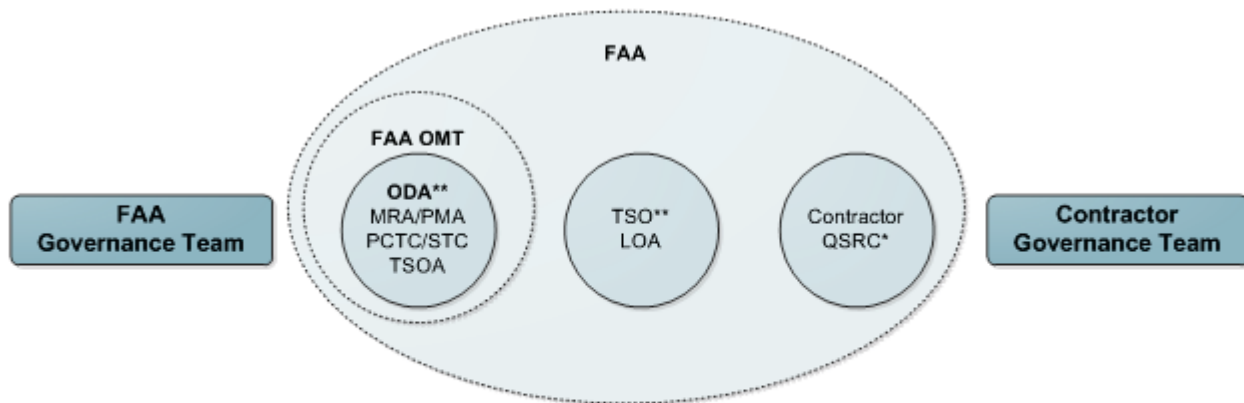 FAA
FAA OMT
FAA
Governance Team
ODA**
MRA/PMA
PCTC/STC
TSOA
TSO**
LOA
Contractor
QSRC*
Contractor
Governance Team